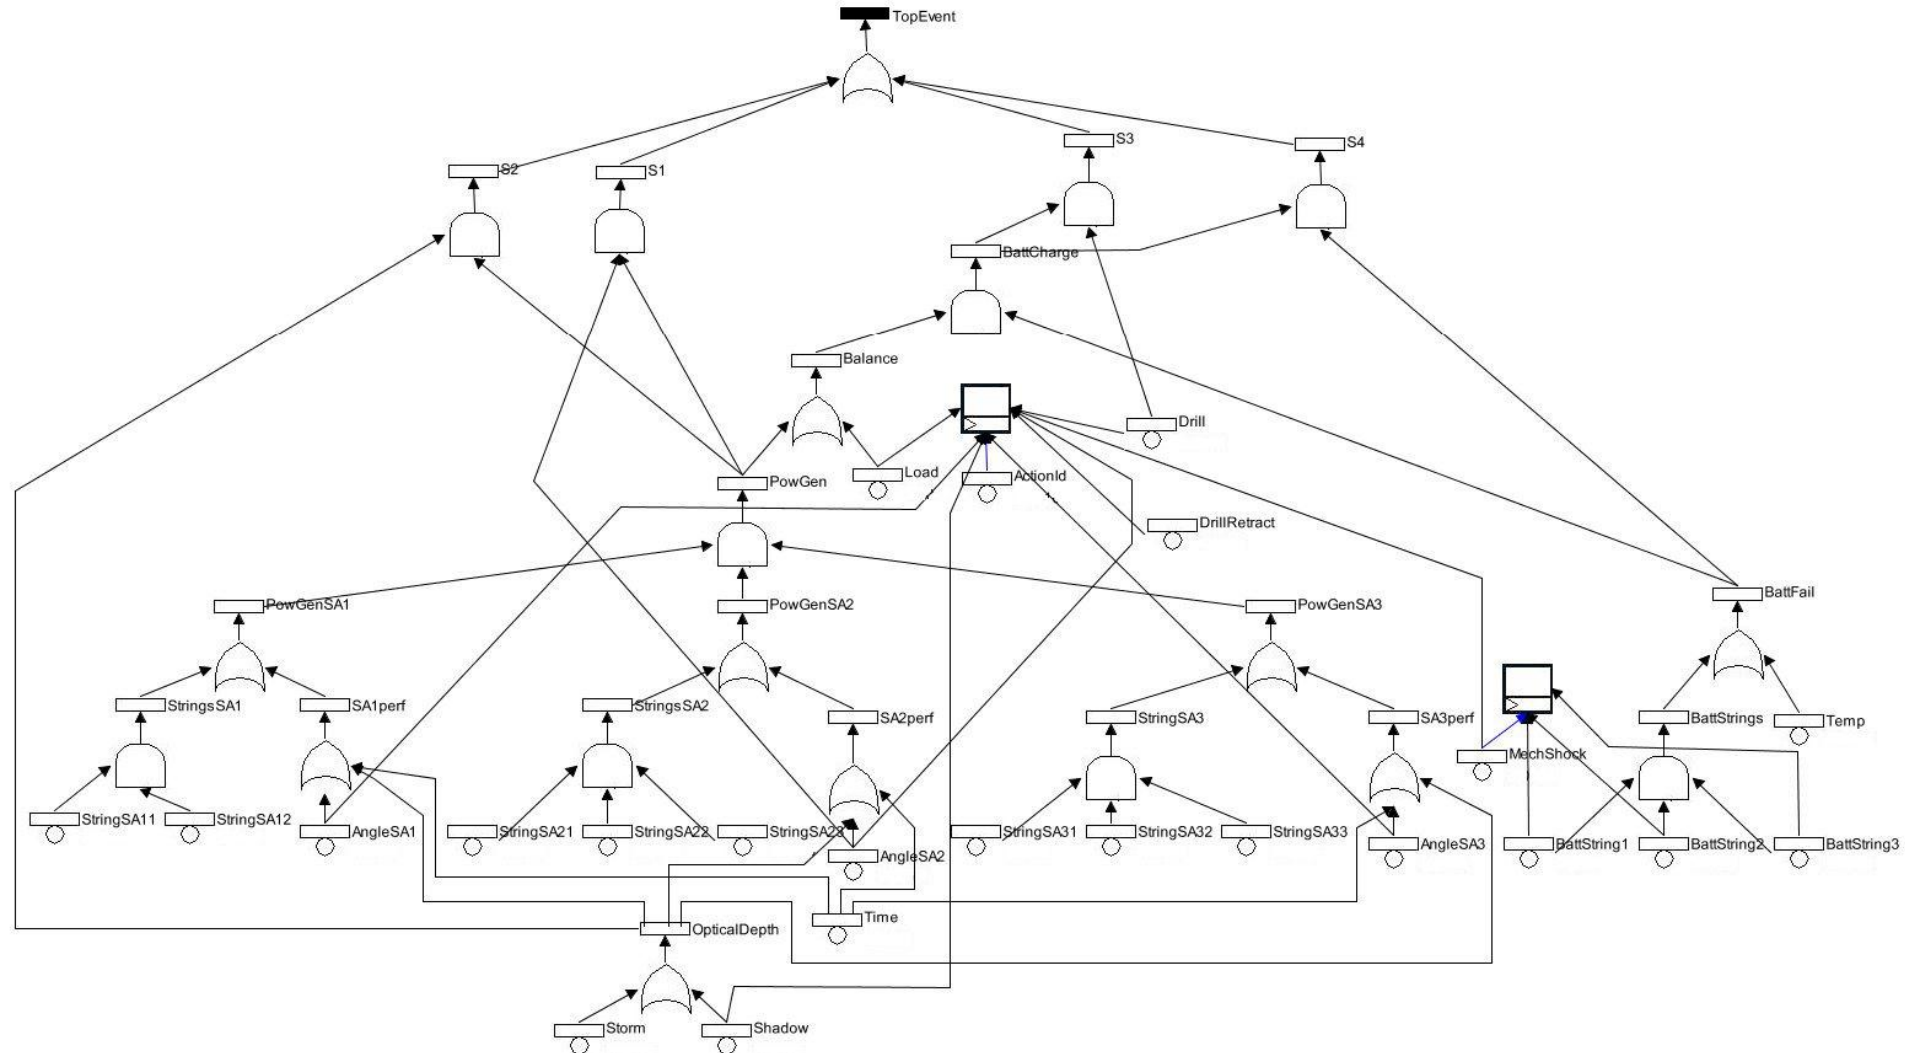 TopEvent
S3
S4
S2
S1
BattCharge
Balance
Drill
Load
ActionId
PowGen
DrillRetract
BattFail
PowGenSA1
PowGenSA2
PowGenSA3
StringsSA1
SA1perf
StringsSA2
SA2perf
StringSA3
SA3perf
BattStrings
Temp
MechShock
StringSA11
StringSA12
AngleSA1
StringSA21
StringSA22
StringSA23
AngleSA2
StringSA31
StringSA32
StringSA33
AngleSA3
BattString1
BattString2
BattString3
Time
OpticalDepth
Storm
Shadow